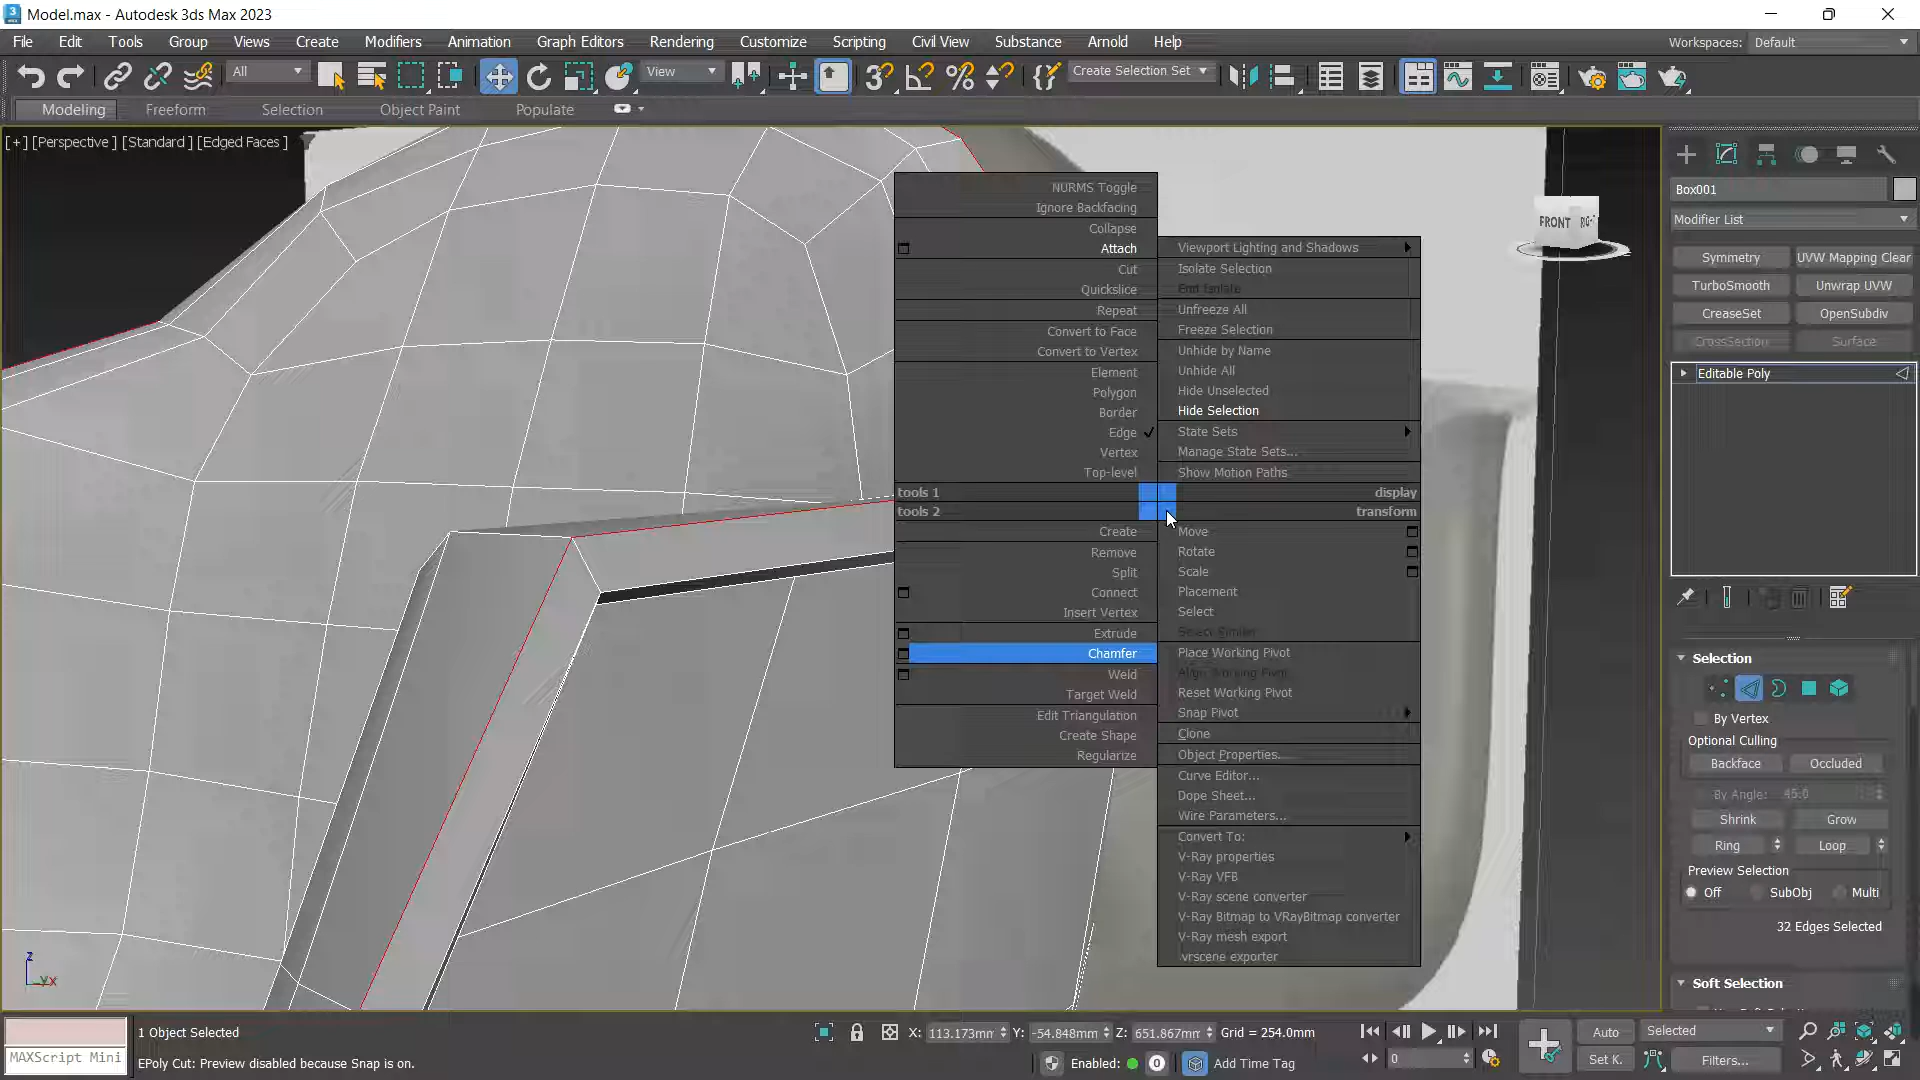 Model.max - Autodesk 3ds Max 2023
File Edit Tools Group Views Create Modifiers Animation Graph Editors Rendering Customize Scripting Civil View Substance Arnold Help
Workspaces: Default
All
View
Create Selection Set
Modeling Freeform Selection Object Paint Populate
[+] [Perspective ] [Standard ] [Edged Faces ]
FRONT
NURMS Toggle
Ignore Backfacing
Collapse
Attach
Cut
Quickslice
Repeat
Convert to Face
Convert to Vertex
Element
Polygon
Border
Edge
Vertex
Top-level
tools 1
tools 2
Create
Remove
Split
Connect
Insert Vertex
Extrude
Chamfer
Weld
Target Weld
Edit Triangulation
Create Shape
Regularize
Viewport Lighting and Shadows
Isolate Selection
End Isolate
Unfreeze All
Freeze Selection
Unhide by Name
Unhide All
Hide Unselected
Hide Selection
State Sets
Manage State Sets...
Show Motion Paths
display
transform
Move
Rotate
Scale
Placement
Select
Select Similar
Place Working Pivot
Align Working Pivot
Reset Working Pivot
Snap Pivot
Clone
Object Properties...
Curve Editor...
Dope Sheet...
Wire Parameters...
Convert To:
V-Ray properties
V-Ray VFB
V-Ray scene converter
V-Ray Bitmap to VRayBitmap converter
V-Ray mesh export
.vrscene exporter
Box001
Modifier List
Symmetry UVW Mapping Clear
TurboSmooth Unwrap UVW
CreaseSet OpenSubdiv
CrossSection Surface
Editable Poly
Selection
By Vertex
Optional Culling
Backface Occluded
By Angle: 45.0
Shrink Grow
Ring Loop
Preview Selection
Off SubObj Multi
32 Edges Selected
Soft Selection
z
x
MAXScript Mini
1 Object Selected
EPoly Cut: Preview disabled because Snap is on.
X: 113.173mm Y: -54.848mm Z: 651.867mm Grid = 254.0mm
Enabled: 0 Add Time Tag
0
Auto Selected
Set K. Filters...